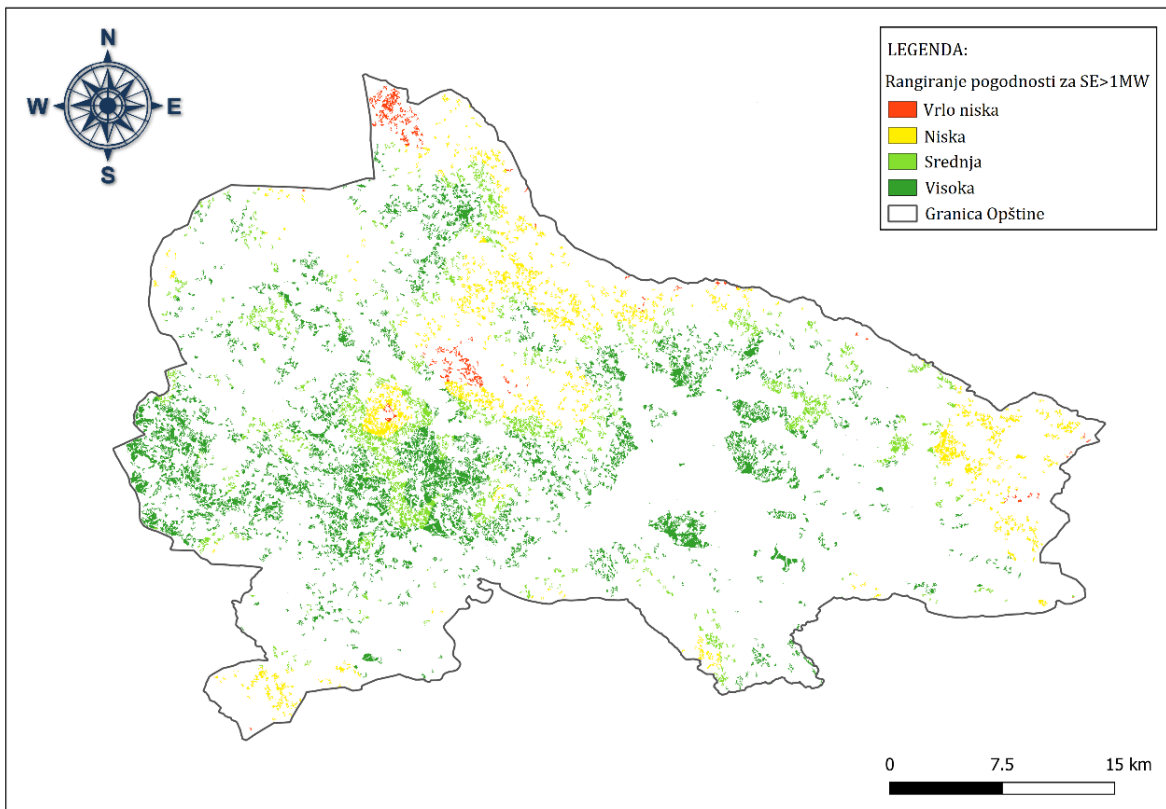 N
W E
S
LEGENDA:
Rangiranje pogodnosti za SE>1MW
Vrlo niska
Niska
Srednja
Visoka
Granica Opštine
0 7.5 15 km